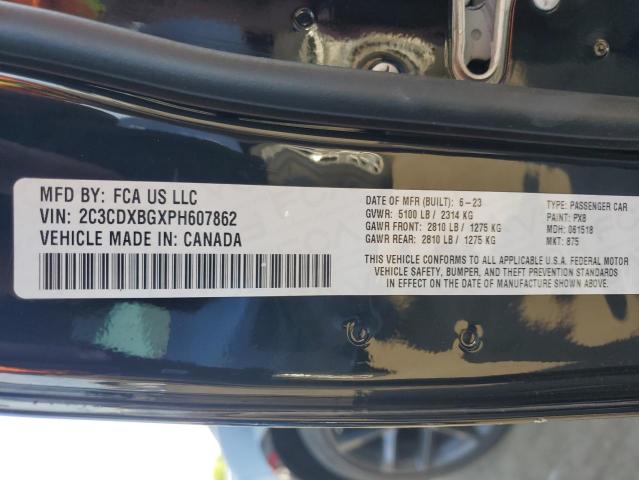 MFD BY: FCA US LLC
VIN: 2C3CDXBGXPH607862
VEHICLE MADE IN: CANADA
DATE OF MFR (BUILT): 6-23
GVWR: 5100 LB / 2314 KG
GAWR FRONT: 2810 LB / 1275 KG
GAWR REAR: 2810 LB / 1275 KG
TYPE: PASSENGER CAR
PAINT: PX8
MDH: 061518
MKT: 875
THIS VEHICLE CONFORMS TO ALL APPLICABLE U.S.A. FEDERAL MOTOR
VEHICLE SAFETY, BUMPER, AND THEFT PREVENTION STANDARDS
IN EFFECT ON THE DATE OF MANUFACTURE SHOWN ABOVE.